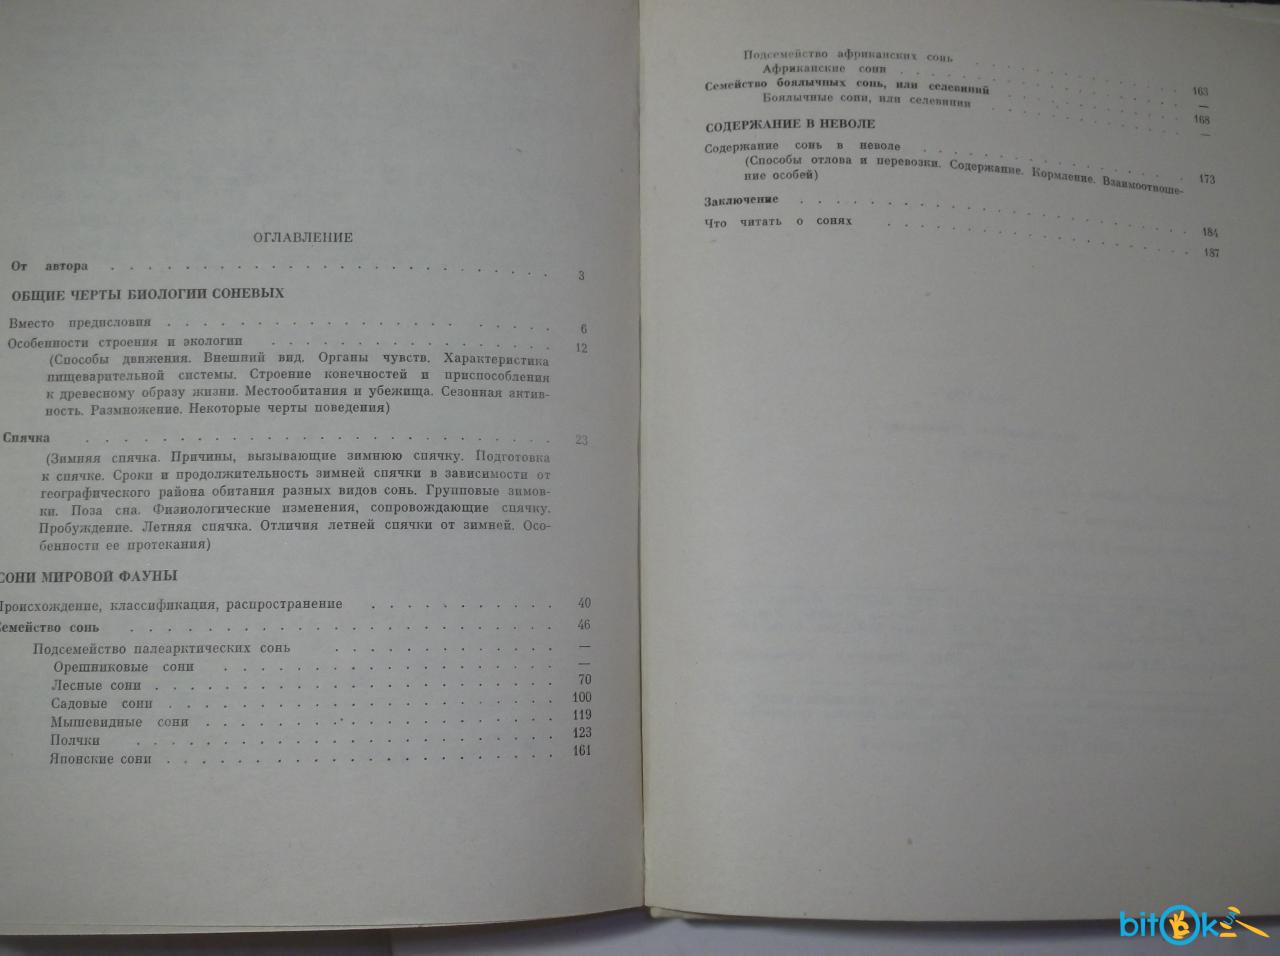 ОГЛАВЛЕНИЕ
От автора . . . . . . . . . . . . . . . . . . . . . . . . . . . . . 3
ОБЩИЕ ЧЕРТЫ БИОЛОГИИ СОНЕВЫХ
Вместо предисловия . . . . . . . . . . . . . . . . . . . . . . . . . 6
Особенности строения и экологии . . . . . . . . . . . . . . . . . . . 12
(Способы движения. Внешний вид. Органы чувств. Характеристика
пищеварительной системы. Строение конечностей и приспособления
к древесному образу жизни. Местообитания и убежища. Сезонная актив-
ность. Размножение. Некоторые черты поведения)
Спячка . . . . . . . . . . . . . . . . . . . . . . . . . . . . . . . 23
(Зимняя спячка. Причины, вызывающие зимнюю спячку. Подготовка
к спячке. Сроки и продолжительность зимней спячки в зависимости от
географического района обитания разных видов сонь. Групповые зимов-
ки. Поза сна. Физиологические изменения, сопровождающие спячку.
Пробуждение. Летняя спячка. Отличия летней спячки от зимней. Осо-
бенности ее протекания)
СОНИ МИРОВОЙ ФАУНЫ
Происхождение, классификация, распространение . . . . . . . . . . . 40
Семейство сонь . . . . . . . . . . . . . . . . . . . . . . . . 46
Подсемейство палеарктических сонь . . . . . . . . . . . . . —
Орешниковые сони . . . . . . . . . . . . . . . . . . . —
Лесные сони . . . . . . . . . . . . . . . . . . . . . . 70
Садовые сони . . . . . . . . . . . . . . . . . . . . . 100
Мышевидные сони . . . . . . . . . . . . . . . . . . . . 119
Полчки . . . . . . . . . . . . . . . . . . . . . . . . 123
Японские сони . . . . . . . . . . . . . . . . . . . . . 161
Подсемейство африканских сонь . . . . . . . . . . . . . 163
Африканские сони . . . . . . . . . . . . . . . . . . . —
Семейство боялычных сонь, или селевиний . . . . . . . . . . 168
Боялычные сони, или селевинии . . . . . . . . . . . . . —
СОДЕРЖАНИЕ В НЕВОЛЕ
Содержание сонь в неволе . . . . . . . . . . . . . . . . . . . 173
(Способы отлова и перевозки. Содержание. Кормление. Взаимоотноше-
ние особей)
Заключение . . . . . . . . . . . . . . . . . . . . . . . . . . 184
Что читать о сонях . . . . . . . . . . . . . . . . . . . . . . 187